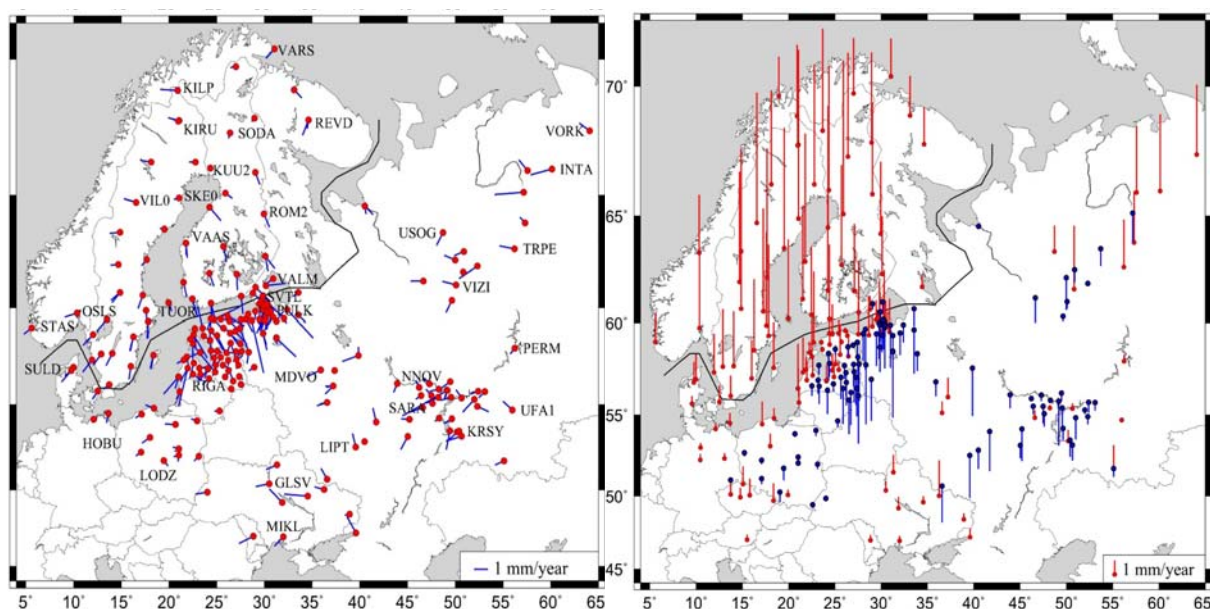 VARS
KILP
KIRU
SODA
REVD
VORK
KUU2
INTA
VIL0
SKE0
ROM2
VAAS
USOG
TRPE
VALM
VIZI
SVTL
TUOR
PULK
OSLS
STAS
SULD
PERM
MDVO
NNOV
RIGA
SARA
UFA1
HOBU
KRSY
LIPT
LODZ
GLSV
MIKL
1 mm/year
5 10 15 20 25 30 35 40 45 50 55 60 65
70°
65°
60°
55°
50°
45°
1 mm/year
5 10 15 20 25 30 35 40 45 50 55 60 65